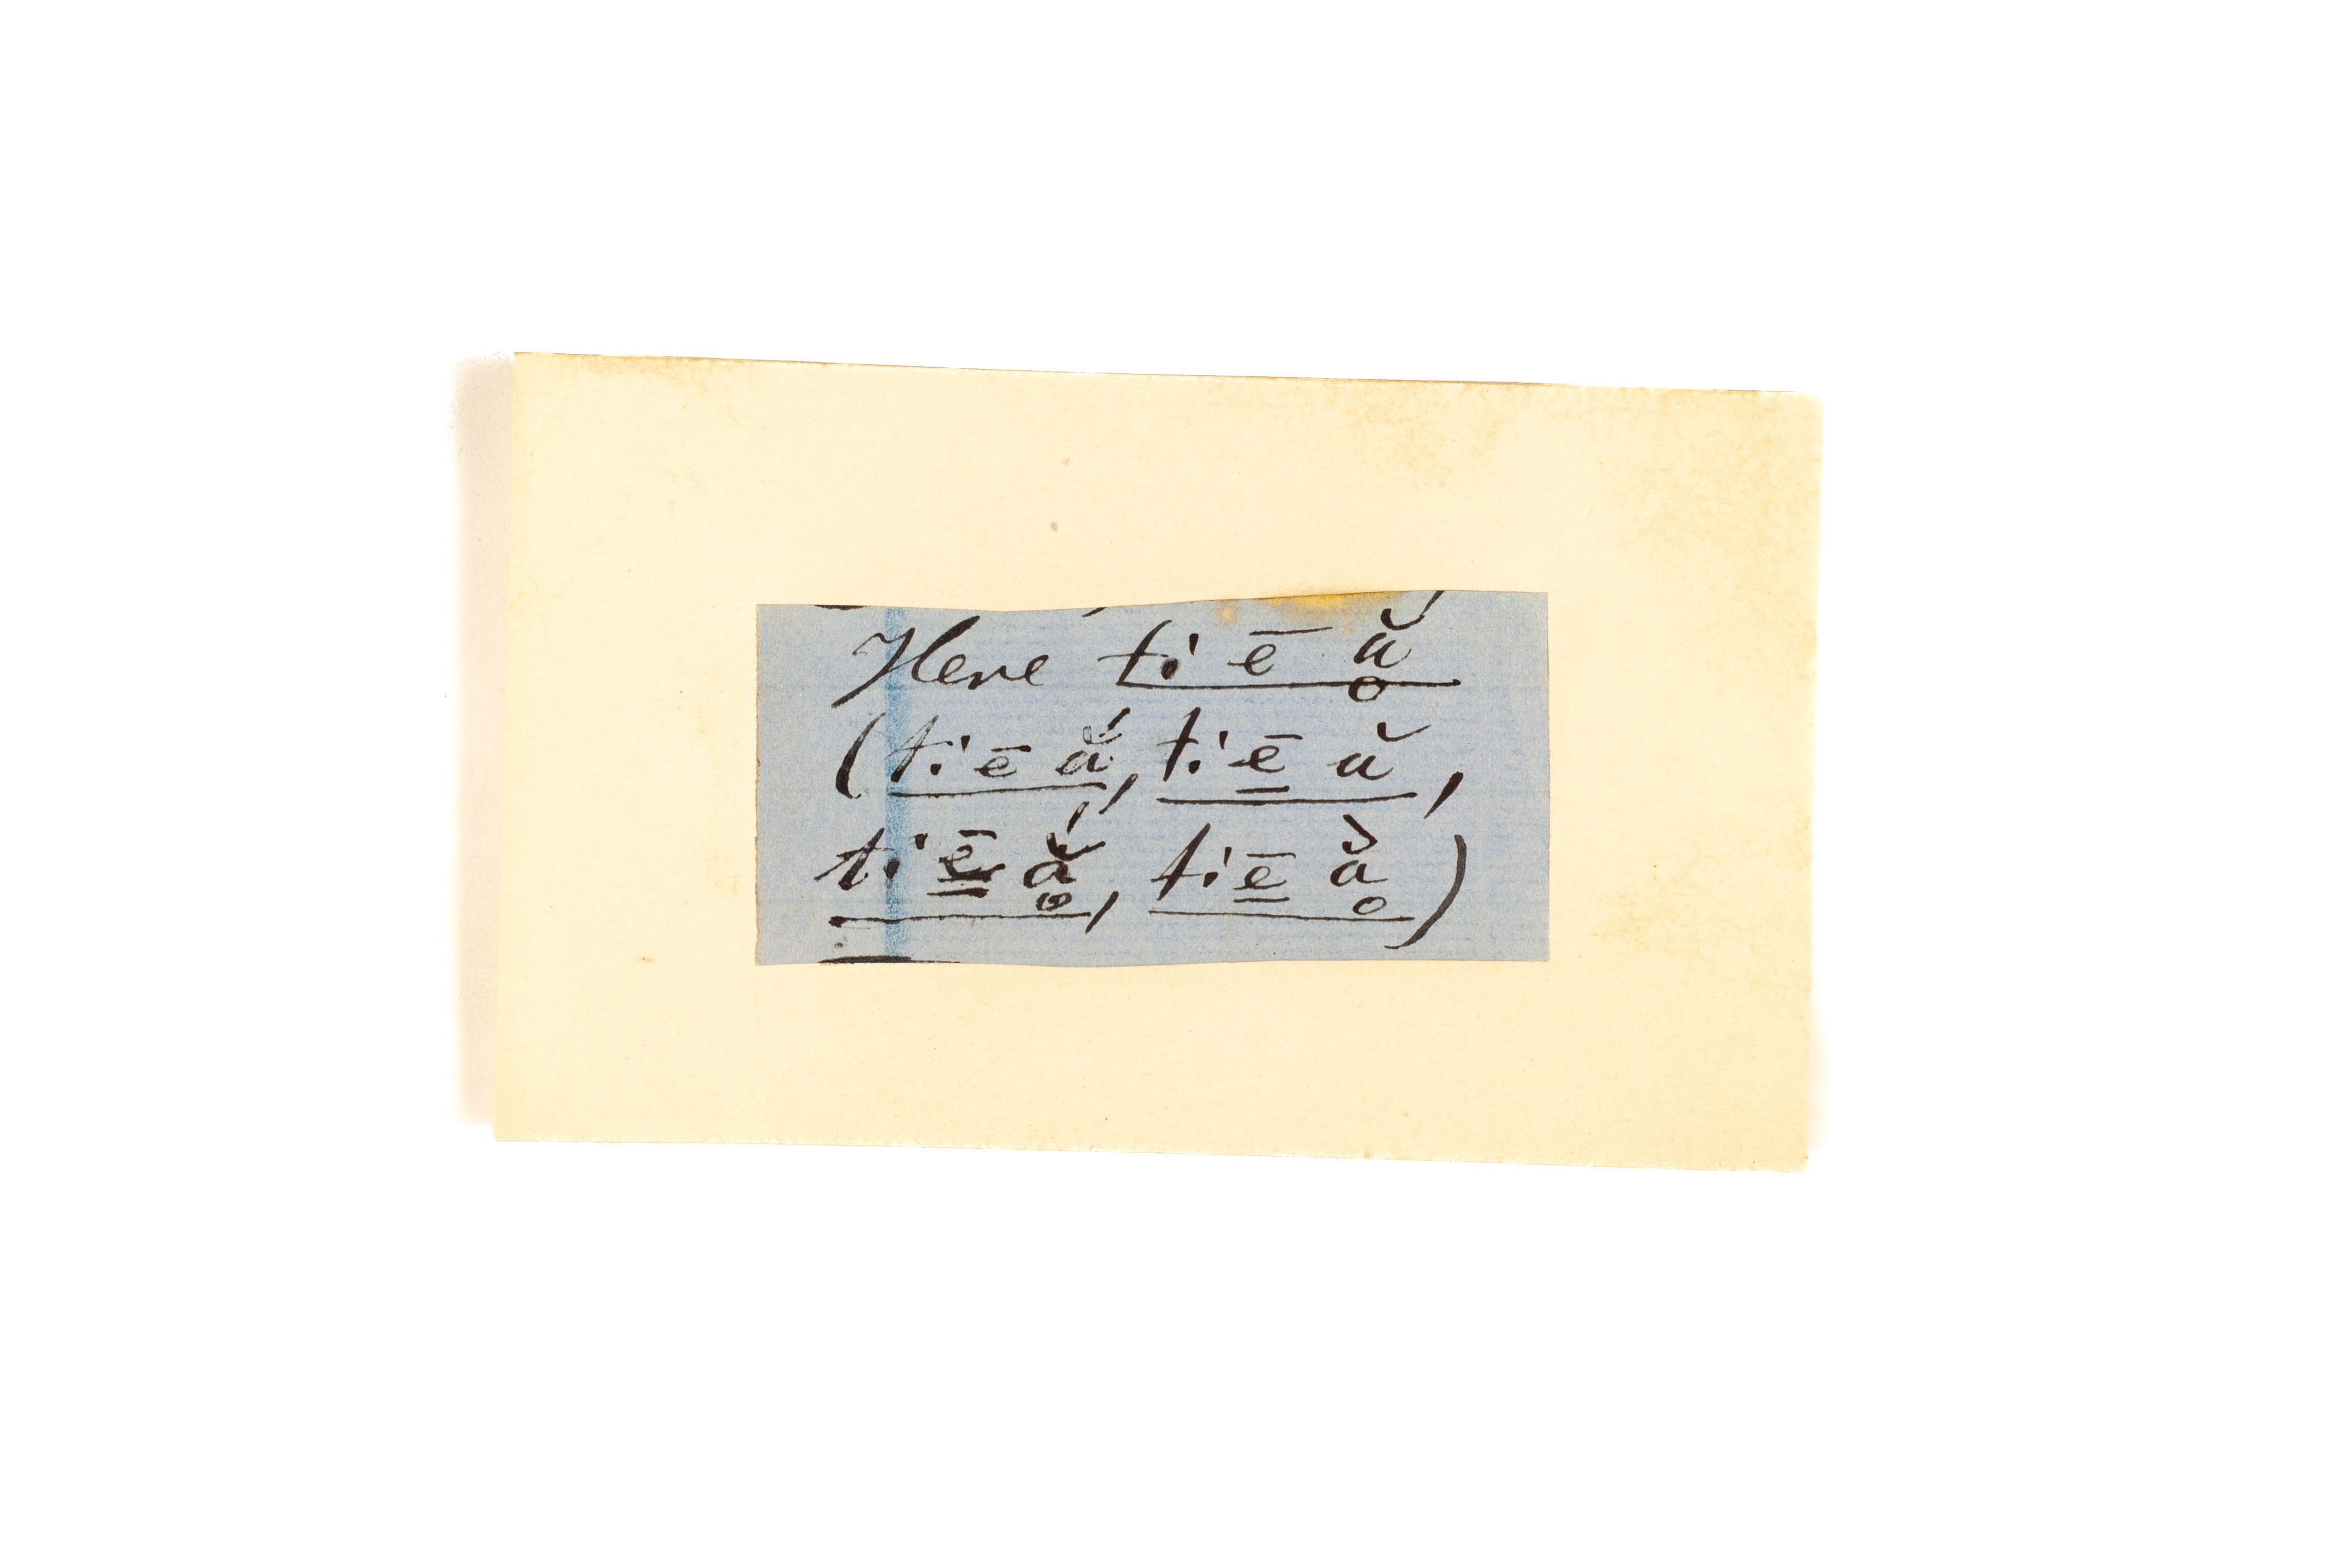 Here ti' ē ḁ̆
(ti' ē ắ, ti' ē̲ ă,
ti' ē̲ ḁ̆́, ti' ē̲ ḁ̆)